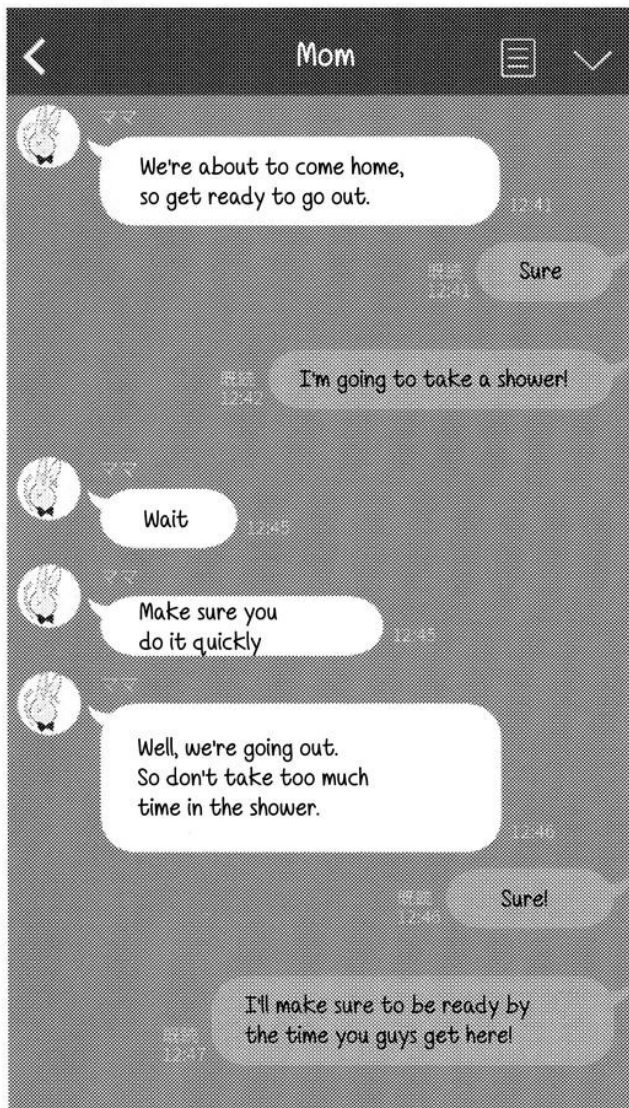 Mom
ママ
We're about to come home,
so get ready to go out.
12:41
既読
12:41
Sure
既読
12:42
I'm going to take a shower!
ママ
Wait
12:45
ママ
Make sure you
do it quickly
12:45
ママ
Well, we're going out.
So don't take too much
time in the shower.
12:46
既読
12:46
Sure!
既読
12:47
I'll make sure to be ready by
the time you guys get here!